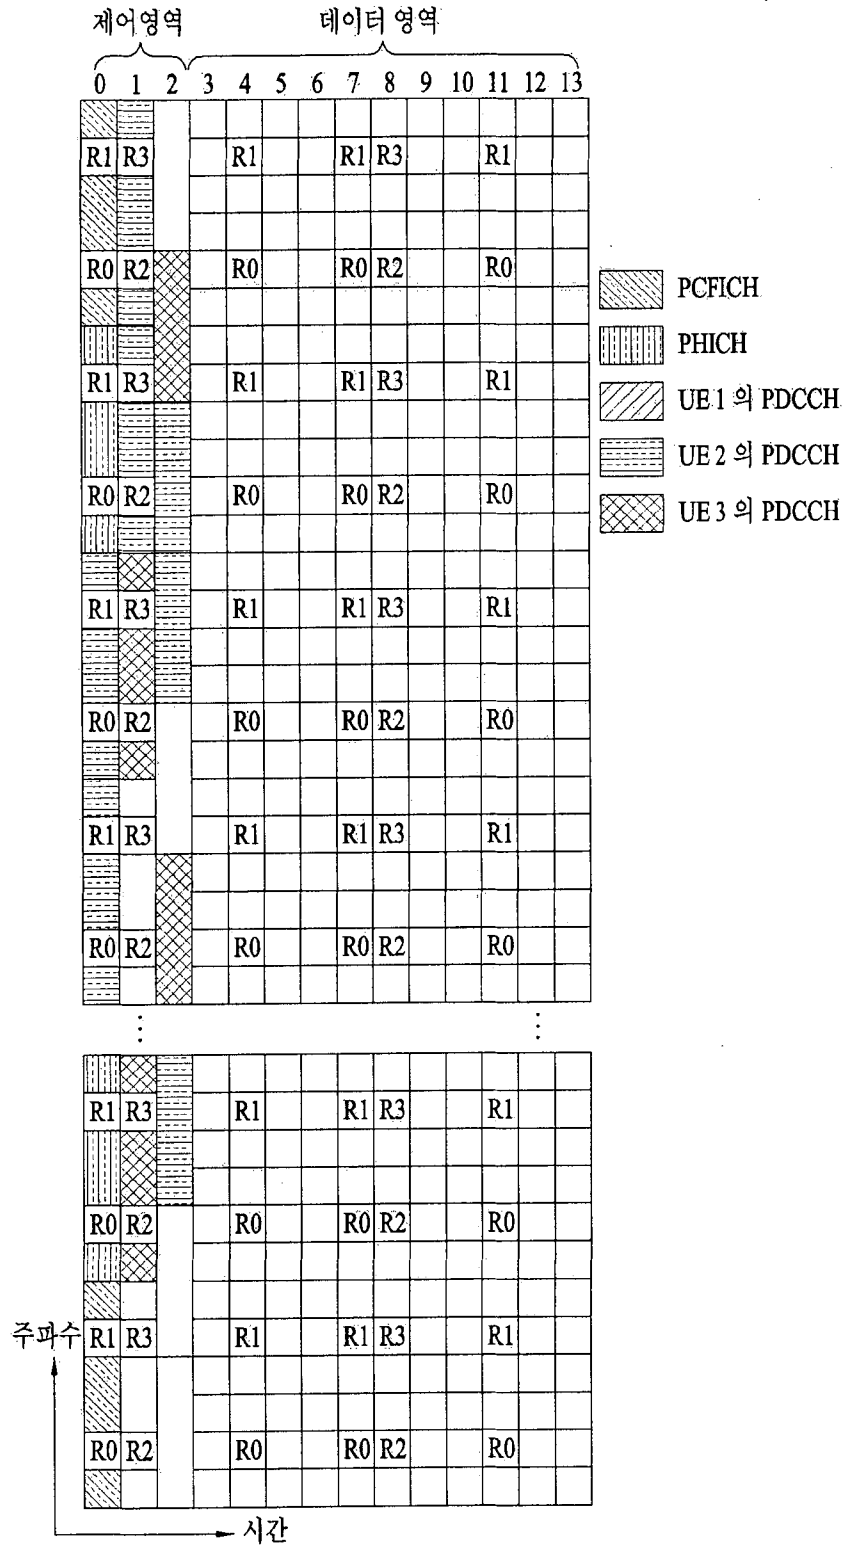 제어영역 데이터 영역
0 1 2 3 4 5 6 7 8 9 10 11 12 13
R1 R3 R1 R1 R3 R1
R0 R2 R0 R0 R2 R0
R1 R3 R1 R1 R3 R1
R0 R2 R0 R0 R2 R0
R1 R3 R1 R1 R3 R1
R0 R2 R0 R0 R2 R0
R1 R3 R1 R1 R3 R1
R0 R2 R0 R0 R2 R0
R1 R3 R1 R1 R3 R1
R0 R2 R0 R0 R2 R0
R1 R3 R1 R1 R3 R1
R0 R2 R0 R0 R2 R0
PCFICH
PHICH
UE 1 의 PDCCH
UE 2 의 PDCCH
UE 3 의 PDCCH
주파수
시간